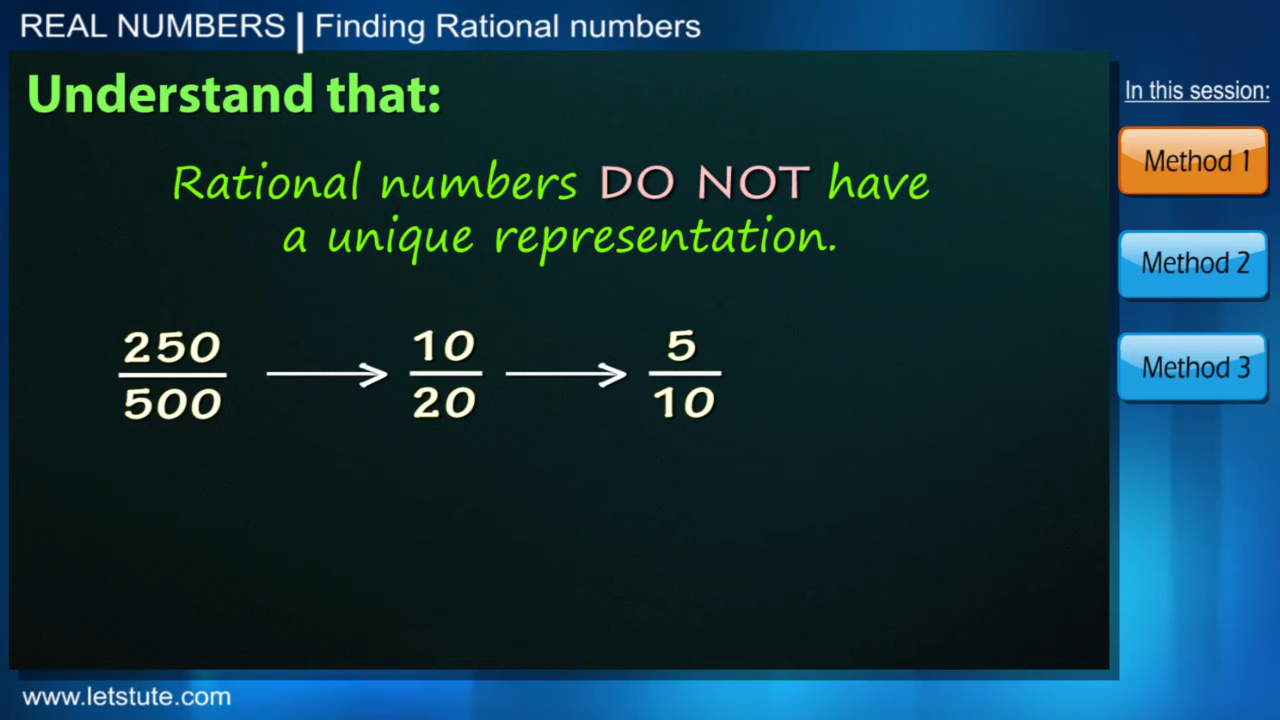 REAL NUMBERS | Finding Rational numbers
In this session:
Understand that:
Method 1
Rational numbers DO NOT have
a unique representation.
Method 2
250/500 → 10/20 → 5/10
Method 3
www.letstute.com